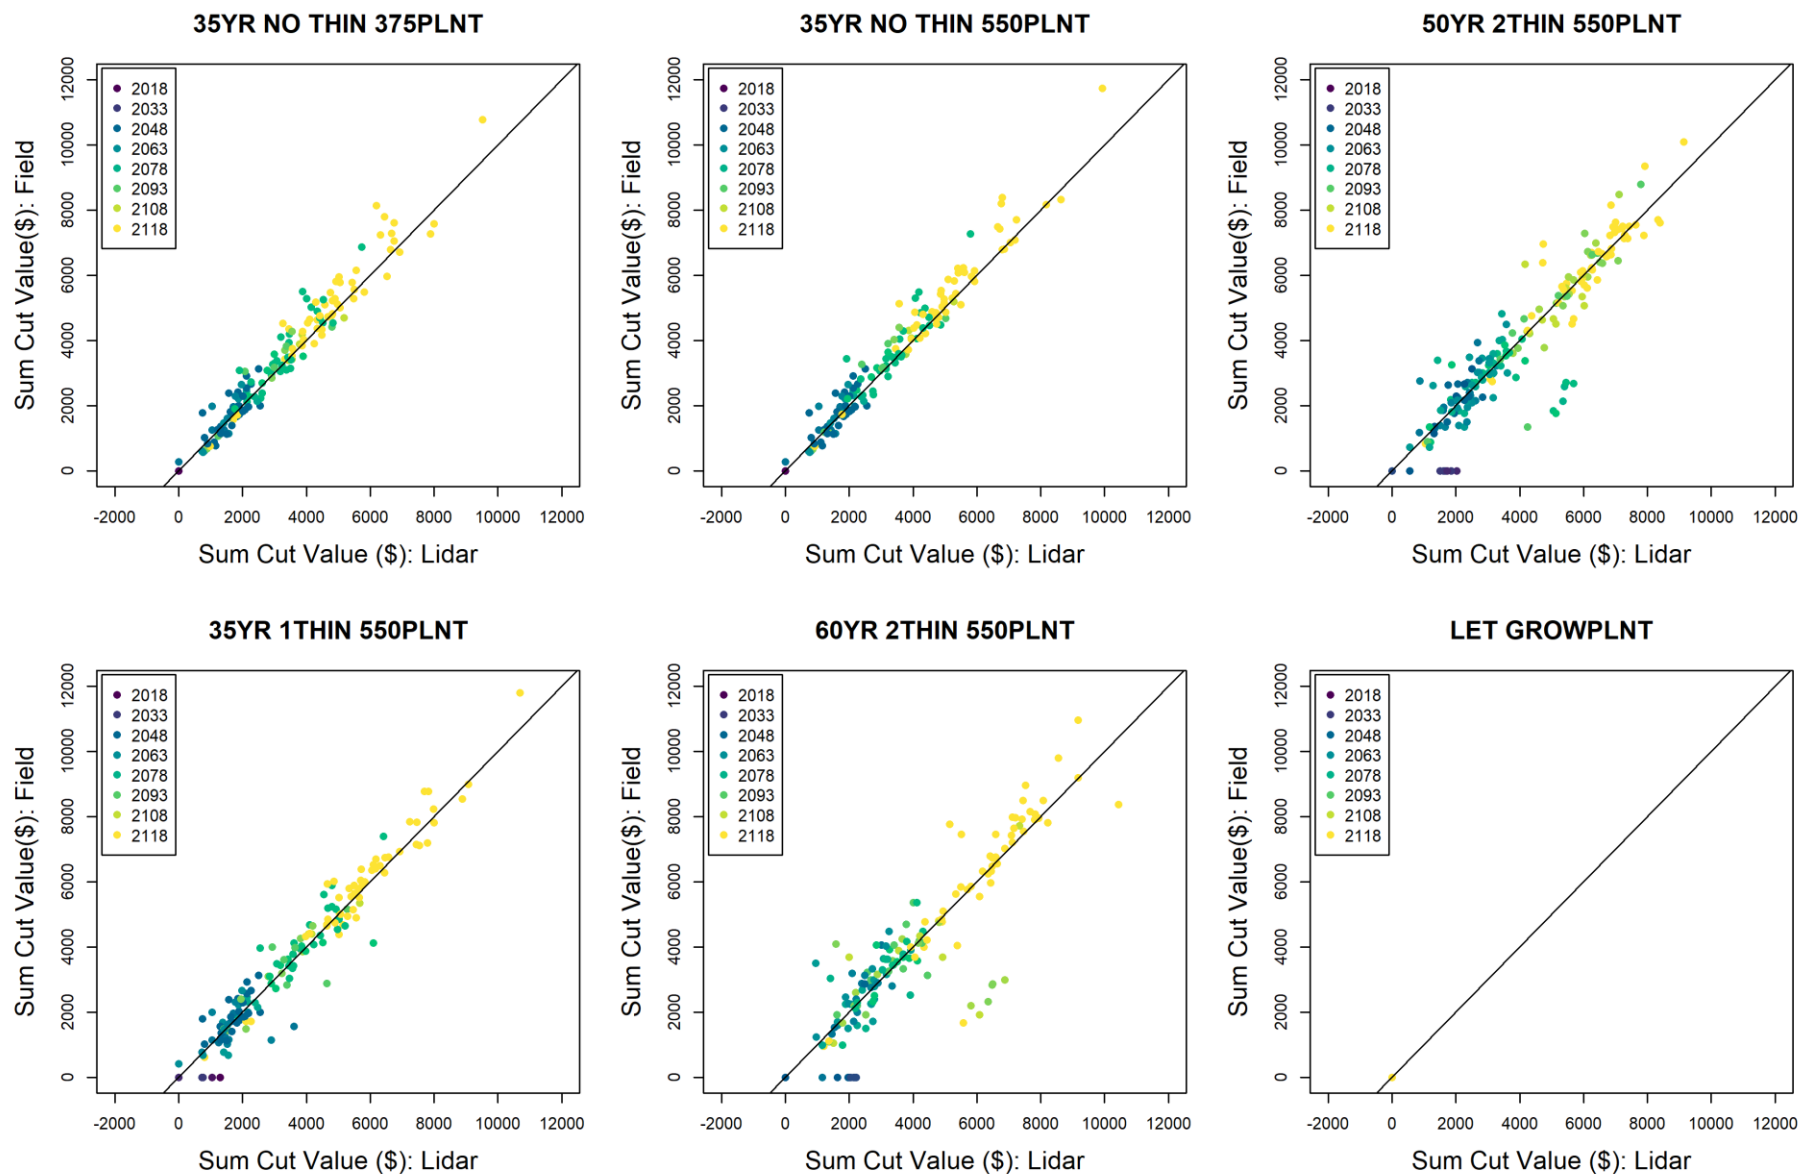 35YR NO THIN 375PLNT
Sum Cut Value($): Field
0 2000 4000 6000 8000 10000 12000
2018
2033
2048
2063
2078
2093
2108
2118
-2000 0 2000 4000 6000 8000 10000 12000
Sum Cut Value ($): Lidar
35YR NO THIN 550PLNT
Sum Cut Value($): Field
0 2000 4000 6000 8000 10000 12000
2018
2033
2048
2063
2078
2093
2108
2118
-2000 0 2000 4000 6000 8000 10000 12000
Sum Cut Value ($): Lidar
50YR 2THIN 550PLNT
Sum Cut Value($): Field
0 2000 4000 6000 8000 10000 12000
2018
2033
2048
2063
2078
2093
2108
2118
-2000 0 2000 4000 6000 8000 10000 12000
Sum Cut Value ($): Lidar
35YR 1THIN 550PLNT
Sum Cut Value($): Field
0 2000 4000 6000 8000 10000 12000
2018
2033
2048
2063
2078
2093
2108
2118
-2000 0 2000 4000 6000 8000 10000 12000
Sum Cut Value ($): Lidar
60YR 2THIN 550PLNT
Sum Cut Value($): Field
0 2000 4000 6000 8000 10000 12000
2018
2033
2048
2063
2078
2093
2108
2118
-2000 0 2000 4000 6000 8000 10000 12000
Sum Cut Value ($): Lidar
LET GROWPLNT
Sum Cut Value($): Field
0 2000 4000 6000 8000 10000 12000
2018
2033
2048
2063
2078
2093
2108
2118
-2000 0 2000 4000 6000 8000 10000 12000
Sum Cut Value ($): Lidar